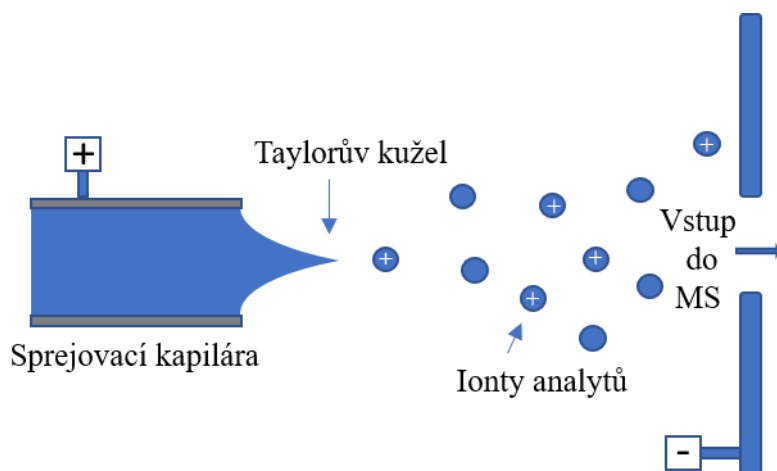 +
Taylorův kužel
+
+
+
+
+
Vstup
do
MS
Sprejovací kapilára
Ionty analytů
-